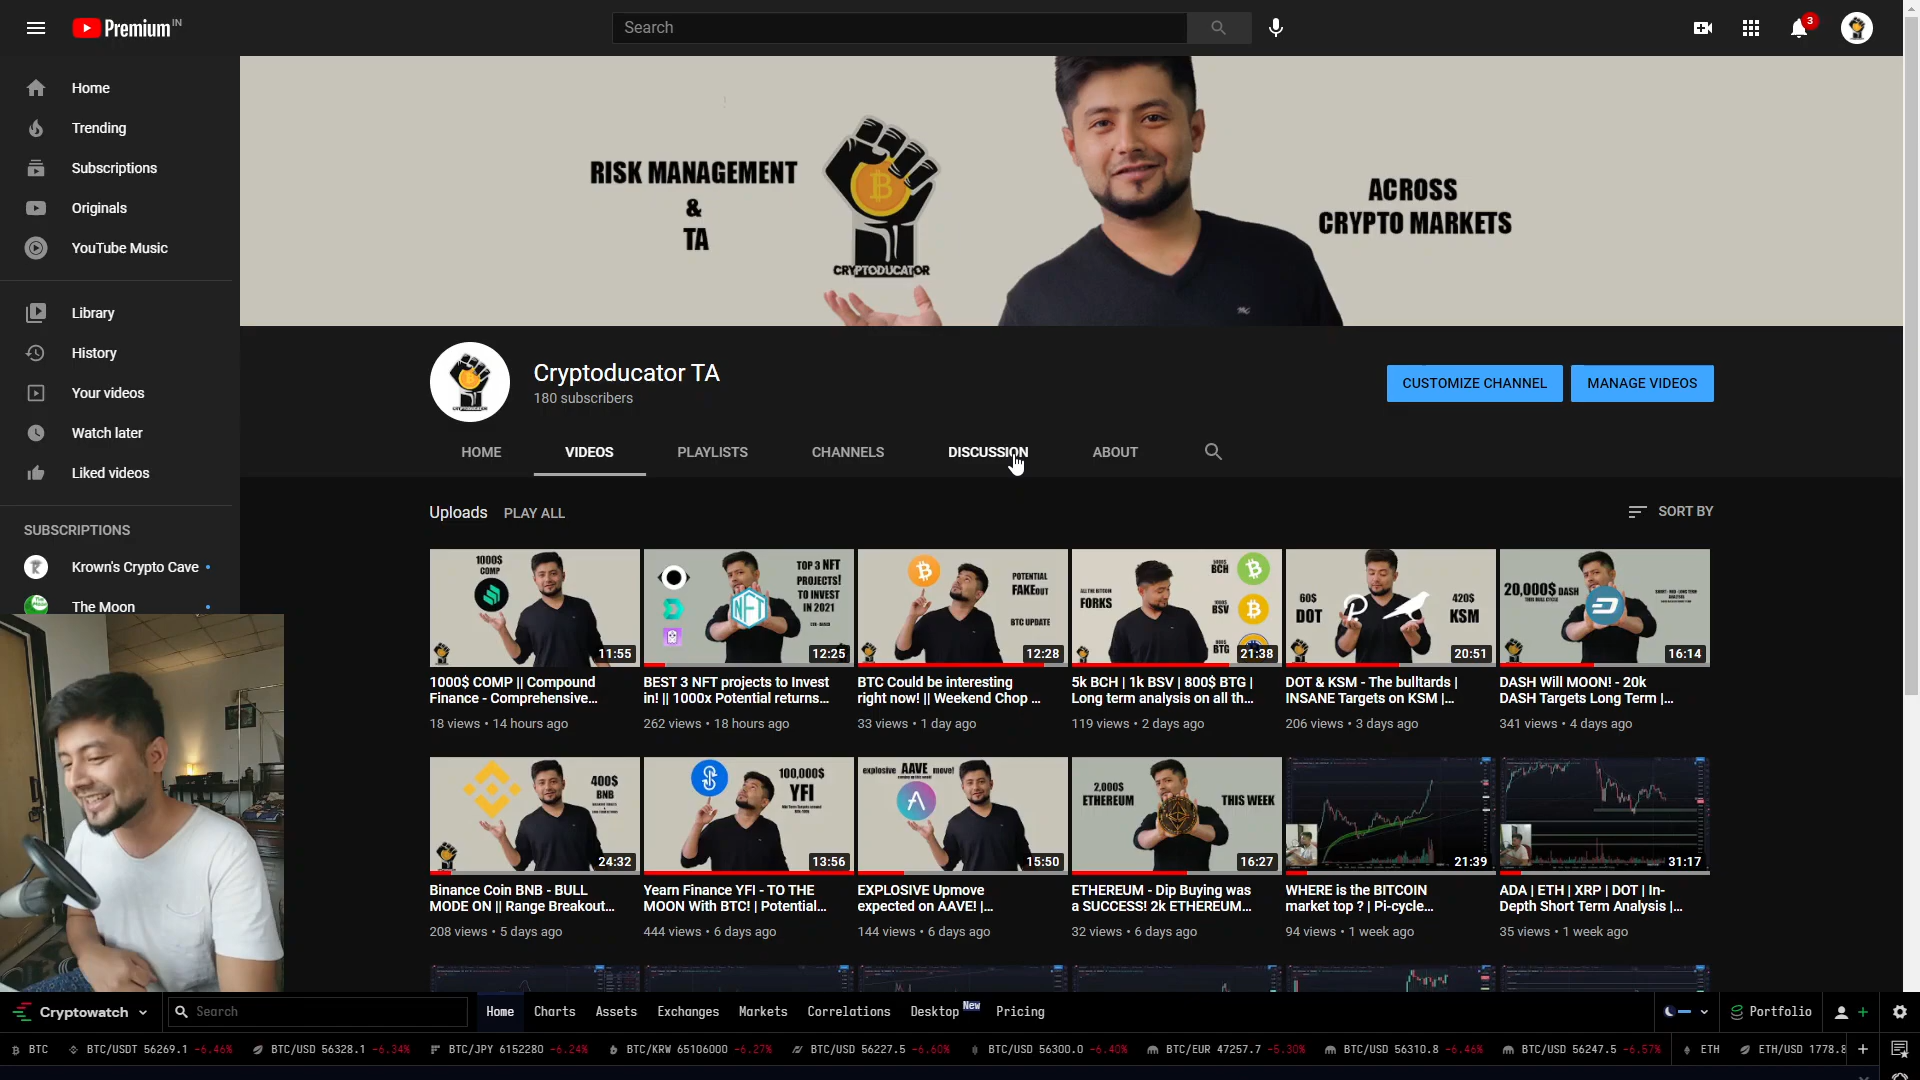 Premium IN
Search
3
Home
Trending
Subscriptions
Originals
YouTube Music
Library
History
Your videos
Watch later
Liked videos
SUBSCRIPTIONS
Krown's Crypto Cave
The Moon
RISK MANAGEMENT
&
TA
CRYPTODUCATOR
ACROSS
CRYPTO MARKETS
Cryptoducator TA
180 subscribers
CUSTOMIZE CHANNEL
MANAGE VIDEOS
HOME
VIDEOS
PLAYLISTS
CHANNELS
DISCUSSION
ABOUT
Uploads
PLAY ALL
SORT BY
1000$
COMP
11:55
TOP 3 NFT
PROJECTS!
TO INVEST
IN 2021
NFT
12:25
POTENTIAL
FAKEOUT
BTC UPDATE
12:28
ALL THE BITCOIN
FORKS
BCH
BSV
BTG
21:38
60$
DOT
420$
KSM
20:51
20,000$ DASH
16:14
1000$ COMP || Compound
Finance - Comprehensive...
18 views • 14 hours ago
BEST 3 NFT projects to Invest
in! || 1000x Potential returns...
262 views • 18 hours ago
BTC Could be interesting
right now! || Weekend Chop ...
33 views • 1 day ago
5k BCH | 1k BSV | 800$ BTG |
Long term analysis on all th...
119 views • 2 days ago
DOT & KSM - The bulltards |
INSANE Targets on KSM |...
206 views • 3 days ago
DASH Will MOON! - 20k
DASH Targets Long Term |...
341 views • 4 days ago
400$
BNB
24:32
100,000$
YFI
13:56
explosive AAVE move!
15:50
2,000$
ETHEREUM
THIS WEEK
16:27
21:39
31:17
Binance Coin BNB - BULL
MODE ON || Range Breakout...
208 views • 5 days ago
Yearn Finance YFI - TO THE
MOON With BTC! | Potential...
444 views • 6 days ago
EXPLOSIVE Upmove
expected on AAVE! |...
144 views • 6 days ago
ETHEREUM - Dip Buying was
a SUCCESS! 2k ETHEREUM...
32 views • 6 days ago
WHERE is the BITCOIN
market top ? | Pi-cycle...
94 views • 1 week ago
ADA | ETH | XRP | DOT | In-
Depth Short Term Analysis |...
35 views • 1 week ago
Cryptowatch
Search
Home
Charts
Assets
Exchanges
Markets
Correlations
Desktop New
Pricing
Portfolio
BTC
BTC/USDT 56269.1 -6.46%
BTC/USD 56328.1 -6.34%
BTC/JPY 6152280 -6.24%
BTC/KRW 65106000 -6.27%
BTC/USD 56227.5 -6.60%
BTC/USD 56300.0 -6.40%
BTC/EUR 47257.7 -5.30%
BTC/USD 56310.8 -6.46%
BTC/USD 56247.5 -6.57%
ETH
ETH/USD 1778.8